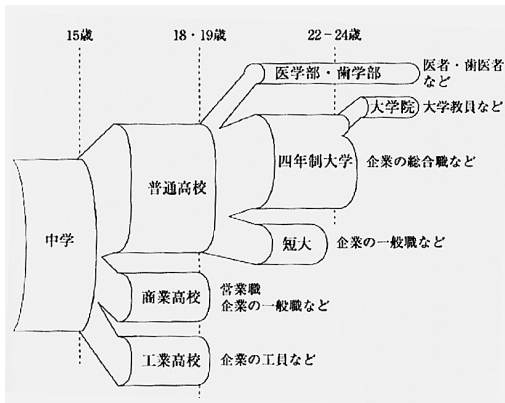 15歳
18・19歳
22－24歳
医学部・歯学部
医者・歯医者
など
大学院
大学教員など
四年制大学
企業の総合職など
普通高校
中学
短大
企業の一般職など
商業高校
営業職
企業の一般職など
工業高校
企業の工員など